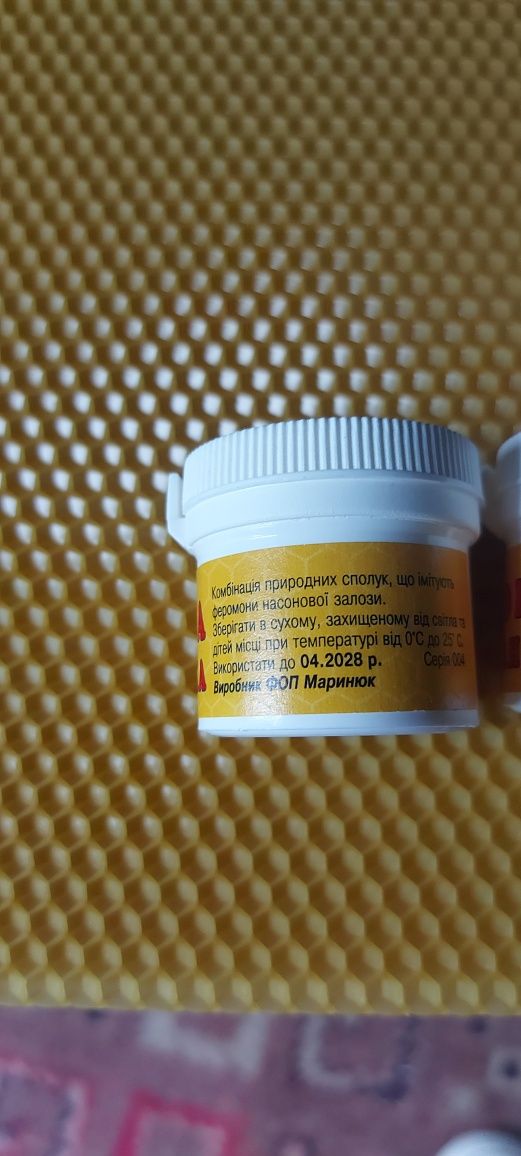 Комбінація природних сполук, що імітують
феромони насонової залози.
Зберігати в сухому, захищеному від світла та
дітей місці при температурі від 0°С до 25°С.
Використати до 04.2028 р. Серія 004
Виробник ФОП Маринюк